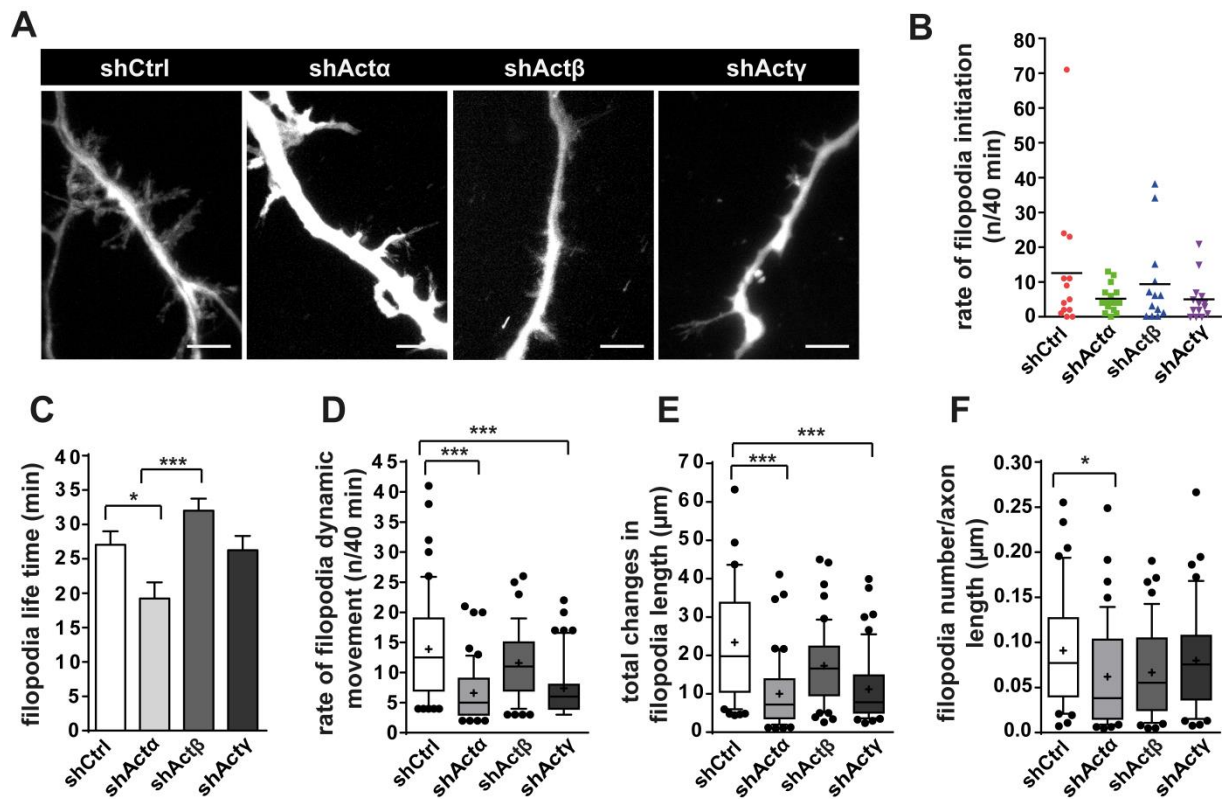 A
shCtrl shActα shActβ shActγ
B
rate of filopodia initiation
(n/40 min)
80
70
60
50
40
30
20
10
0
shCtrl shActα shActβ shActγ
C
filopodia life time (min)
40
35
30
25
20
15
10
5
0
* ***
shCtrl shActα shActβ shActγ
D
rate of filopodia dynamic
movement (n/40 min)
45
40
35
30
25
20
15
10
5
0
***
***
+ + + +
shCtrl shActα shActβ shActγ
E
total changes in
filopodia length (μm)
70
60
50
40
30
20
10
0
***
***
+ + + +
shCtrl shActα shActβ shActγ
F
filopodia number/axon
length (μm)
0.30
0.25
0.20
0.15
0.10
0.05
0.0
*
+ + + +
shCtrl shActα shActβ shActγ